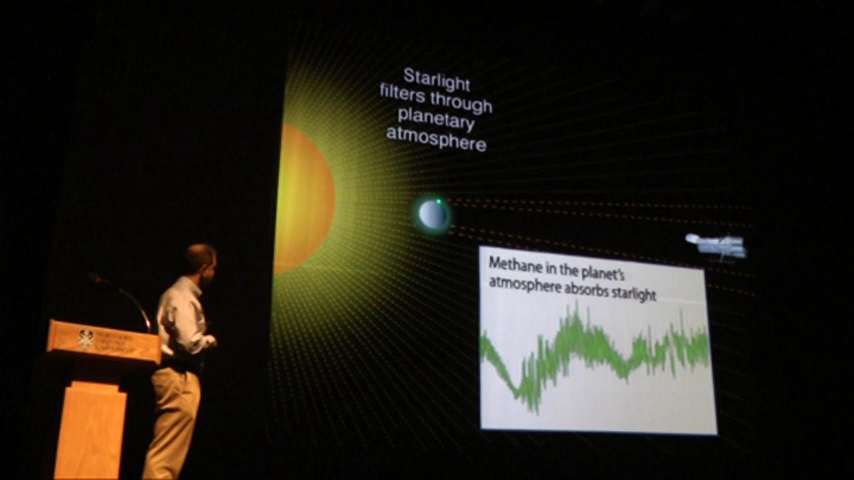 Starlight
filters through
planetary
atmosphere
Methane in the planet's
atmosphere absorbs starlight